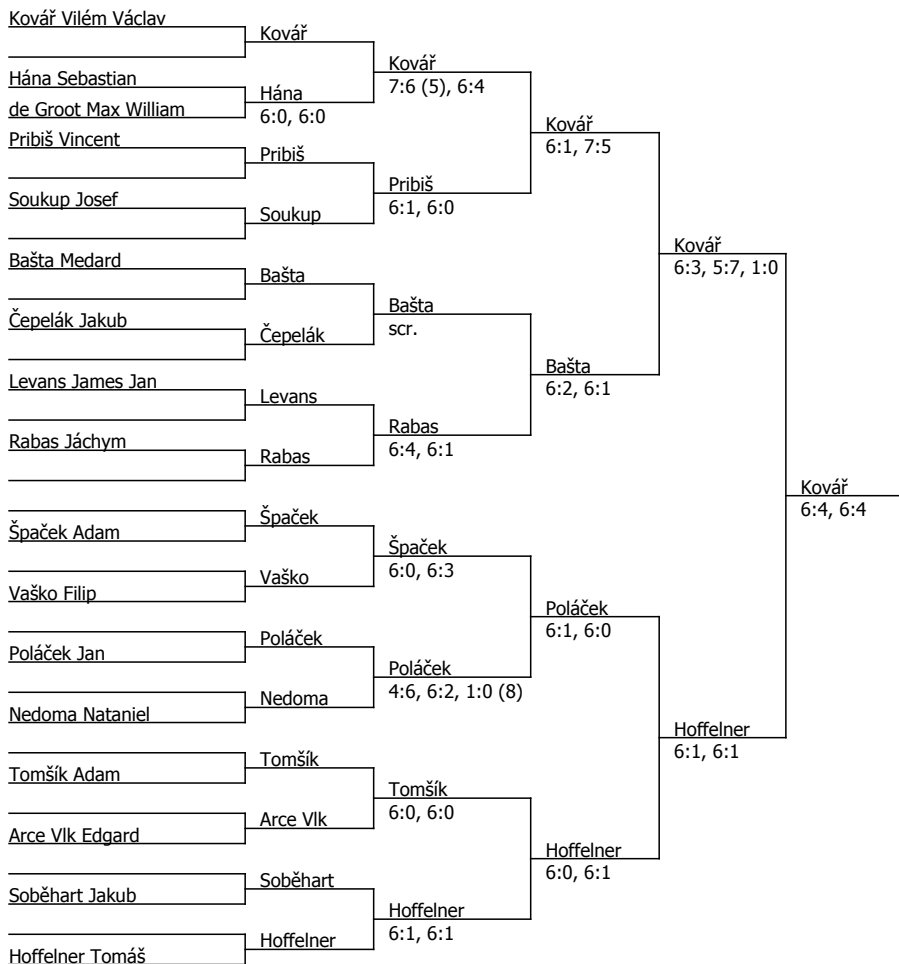 Kovář Vilém Václav
Hána Sebastian
de Groot Max William
Pribiš Vincent
Soukup Josef
Bašta Medard
Čepelák Jakub
Levans James Jan
Rabas Jáchym
Špaček Adam
Vaško Filip
Poláček Jan
Nedoma Nataniel
Tomšík Adam
Arce Vlk Edgard
Soběhart Jakub
Hoffelner Tomáš
Kovář
Hána
6:0, 6:0
Pribiš
Soukup
Bašta
Čepelák
Levans
Rabas
Špaček
Vaško
Poláček
Nedoma
Tomšík
Arce Vlk
Soběhart
Hoffelner
Kovář
7:6 (5), 6:4
Pribiš
6:1, 6:0
Bašta
scr.
Rabas
6:4, 6:1
Špaček
6:0, 6:3
Poláček
4:6, 6:2, 1:0 (8)
Tomšík
6:0, 6:0
Hoffelner
6:1, 6:1
Kovář
6:1, 7:5
Bašta
6:2, 6:1
Poláček
6:1, 6:0
Hoffelner
6:0, 6:1
Kovář
6:3, 5:7, 1:0
Hoffelner
6:1, 6:1
Kovář
6:4, 6:4